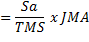 = Sa/TMS x JMA